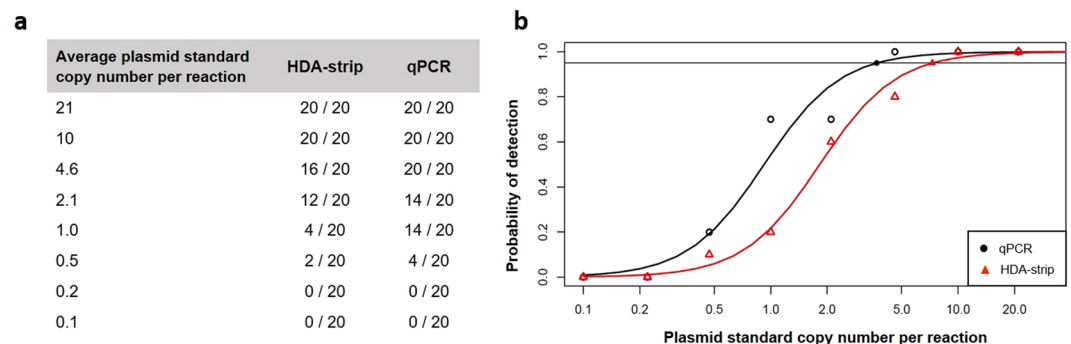 a
Average plasmid standard
copy number per reaction
HDA-strip
qPCR
21 20 / 20 20 / 20
10 20 / 20 20 / 20
4.6 16 / 20 20 / 20
2.1 12 / 20 14 / 20
1.0 4 / 20 14 / 20
0.5 2 / 20 4 / 20
0.2 0 / 20 0 / 20
0.1 0 / 20 0 / 20
b
Probability of detection
1.0
0.8
0.6
0.4
0.2
0.0
qPCR
HDA-strip
0.1 0.2 0.5 1.0 2.0 5.0 10.0 20.0
Plasmid standard copy number per reaction